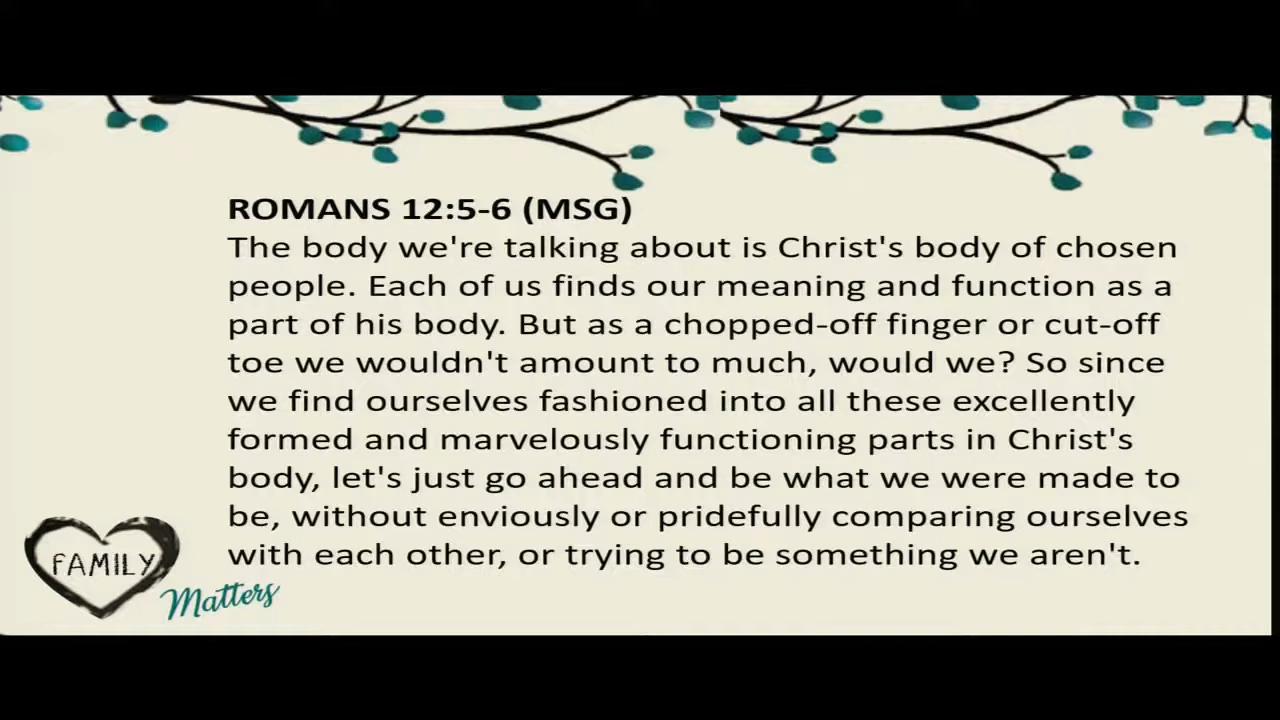 ROMANS 12:5-6 (MSG)
The body we're talking about is Christ's body of chosen
people. Each of us finds our meaning and function as a
part of his body. But as a chopped-off finger or cut-off
toe we wouldn't amount to much, would we? So since
we find ourselves fashioned into all these excellently
formed and marvelously functioning parts in Christ's
body, let's just go ahead and be what we were made to
be, without enviously or pridefully comparing ourselves
with each other, or trying to be something we aren't.
FAMILY
Matters